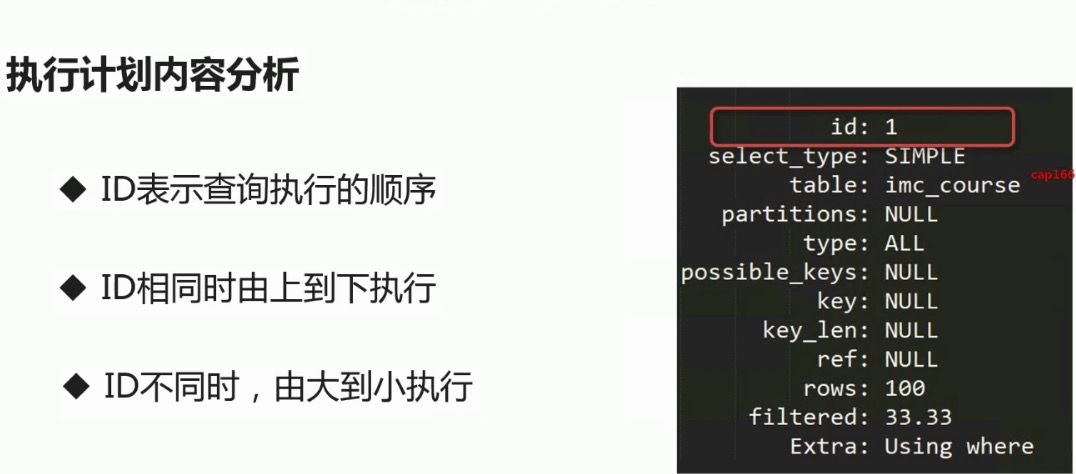 执行计划内容分析
◆ ID表示查询执行的顺序
◆ ID相同时由上到下执行
◆ ID不同时，由大到小执行
id: 1
select_type: SIMPLE
table: imc_course
cap166
partitions: NULL
type: ALL
possible_keys: NULL
key: NULL
key_len: NULL
ref: NULL
rows: 100
filtered: 33.33
Extra: Using where